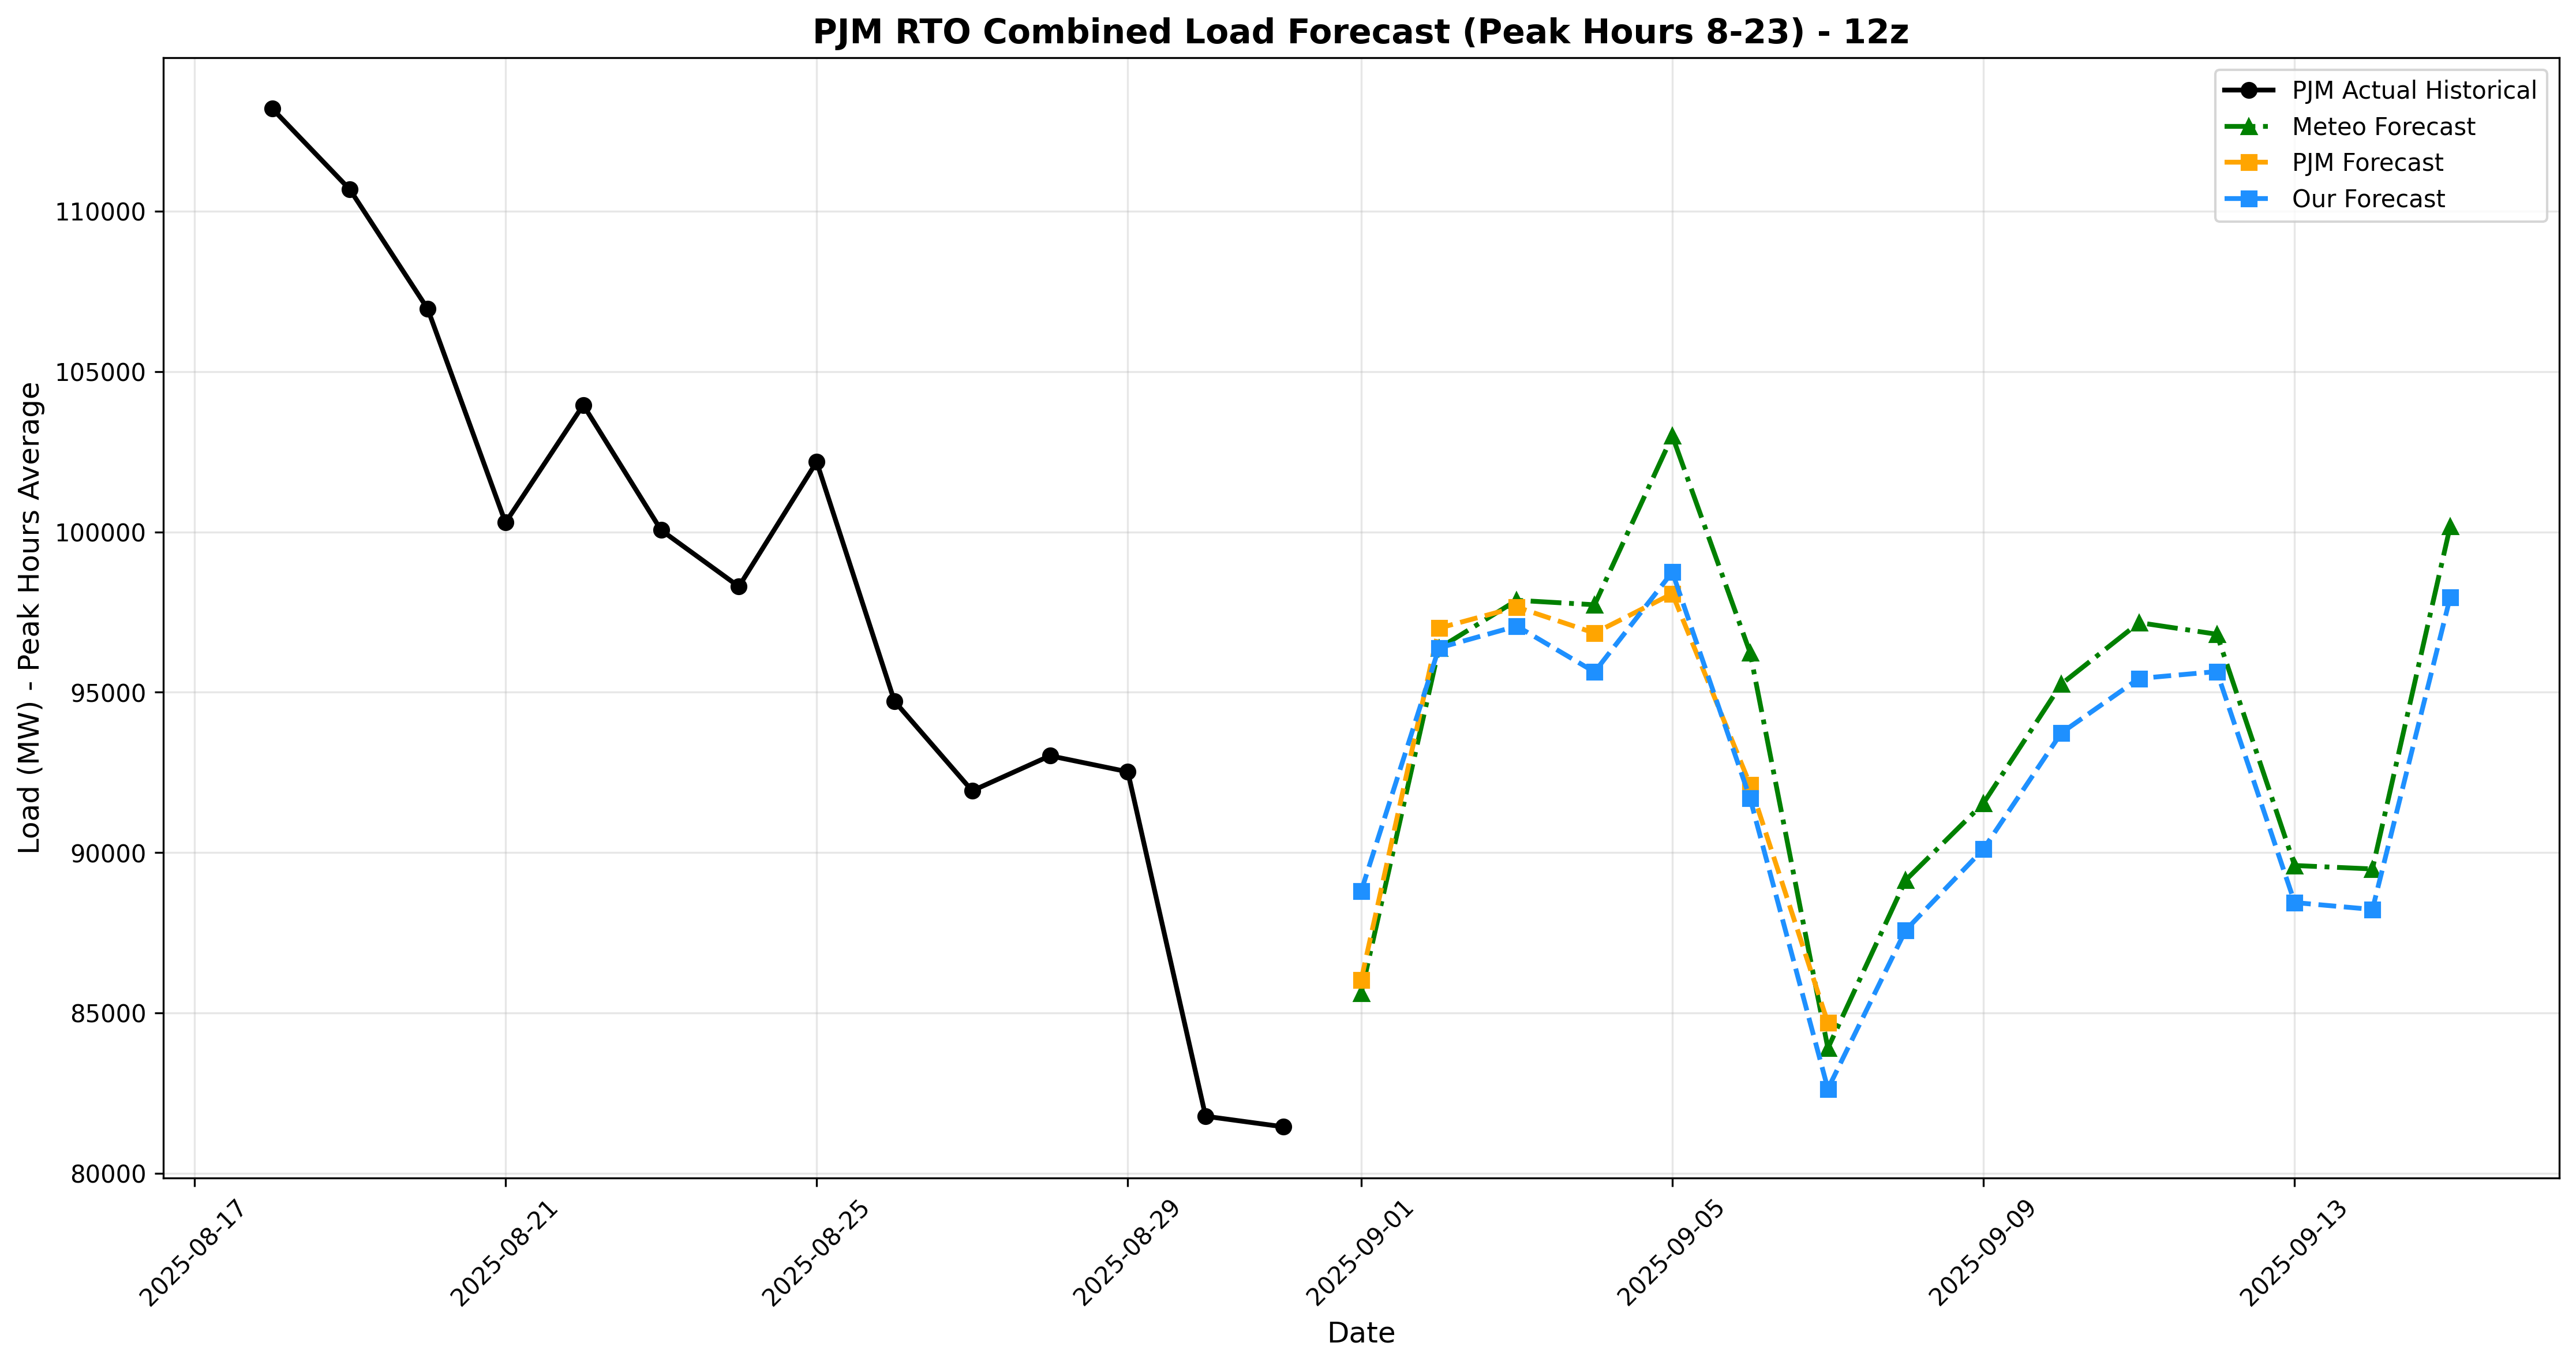 PJM RTO Combined Load Forecast (Peak Hours 8-23) - 12z
PJM Actual Historical
Meteo Forecast
PJM Forecast
Our Forecast
Load (MW) - Peak Hours Average
110000
105000
100000
95000
90000
85000
80000
2025-08-17
2025-08-21
2025-08-25
2025-08-29
2025-09-01
2025-09-05
2025-09-09
2025-09-13
Date